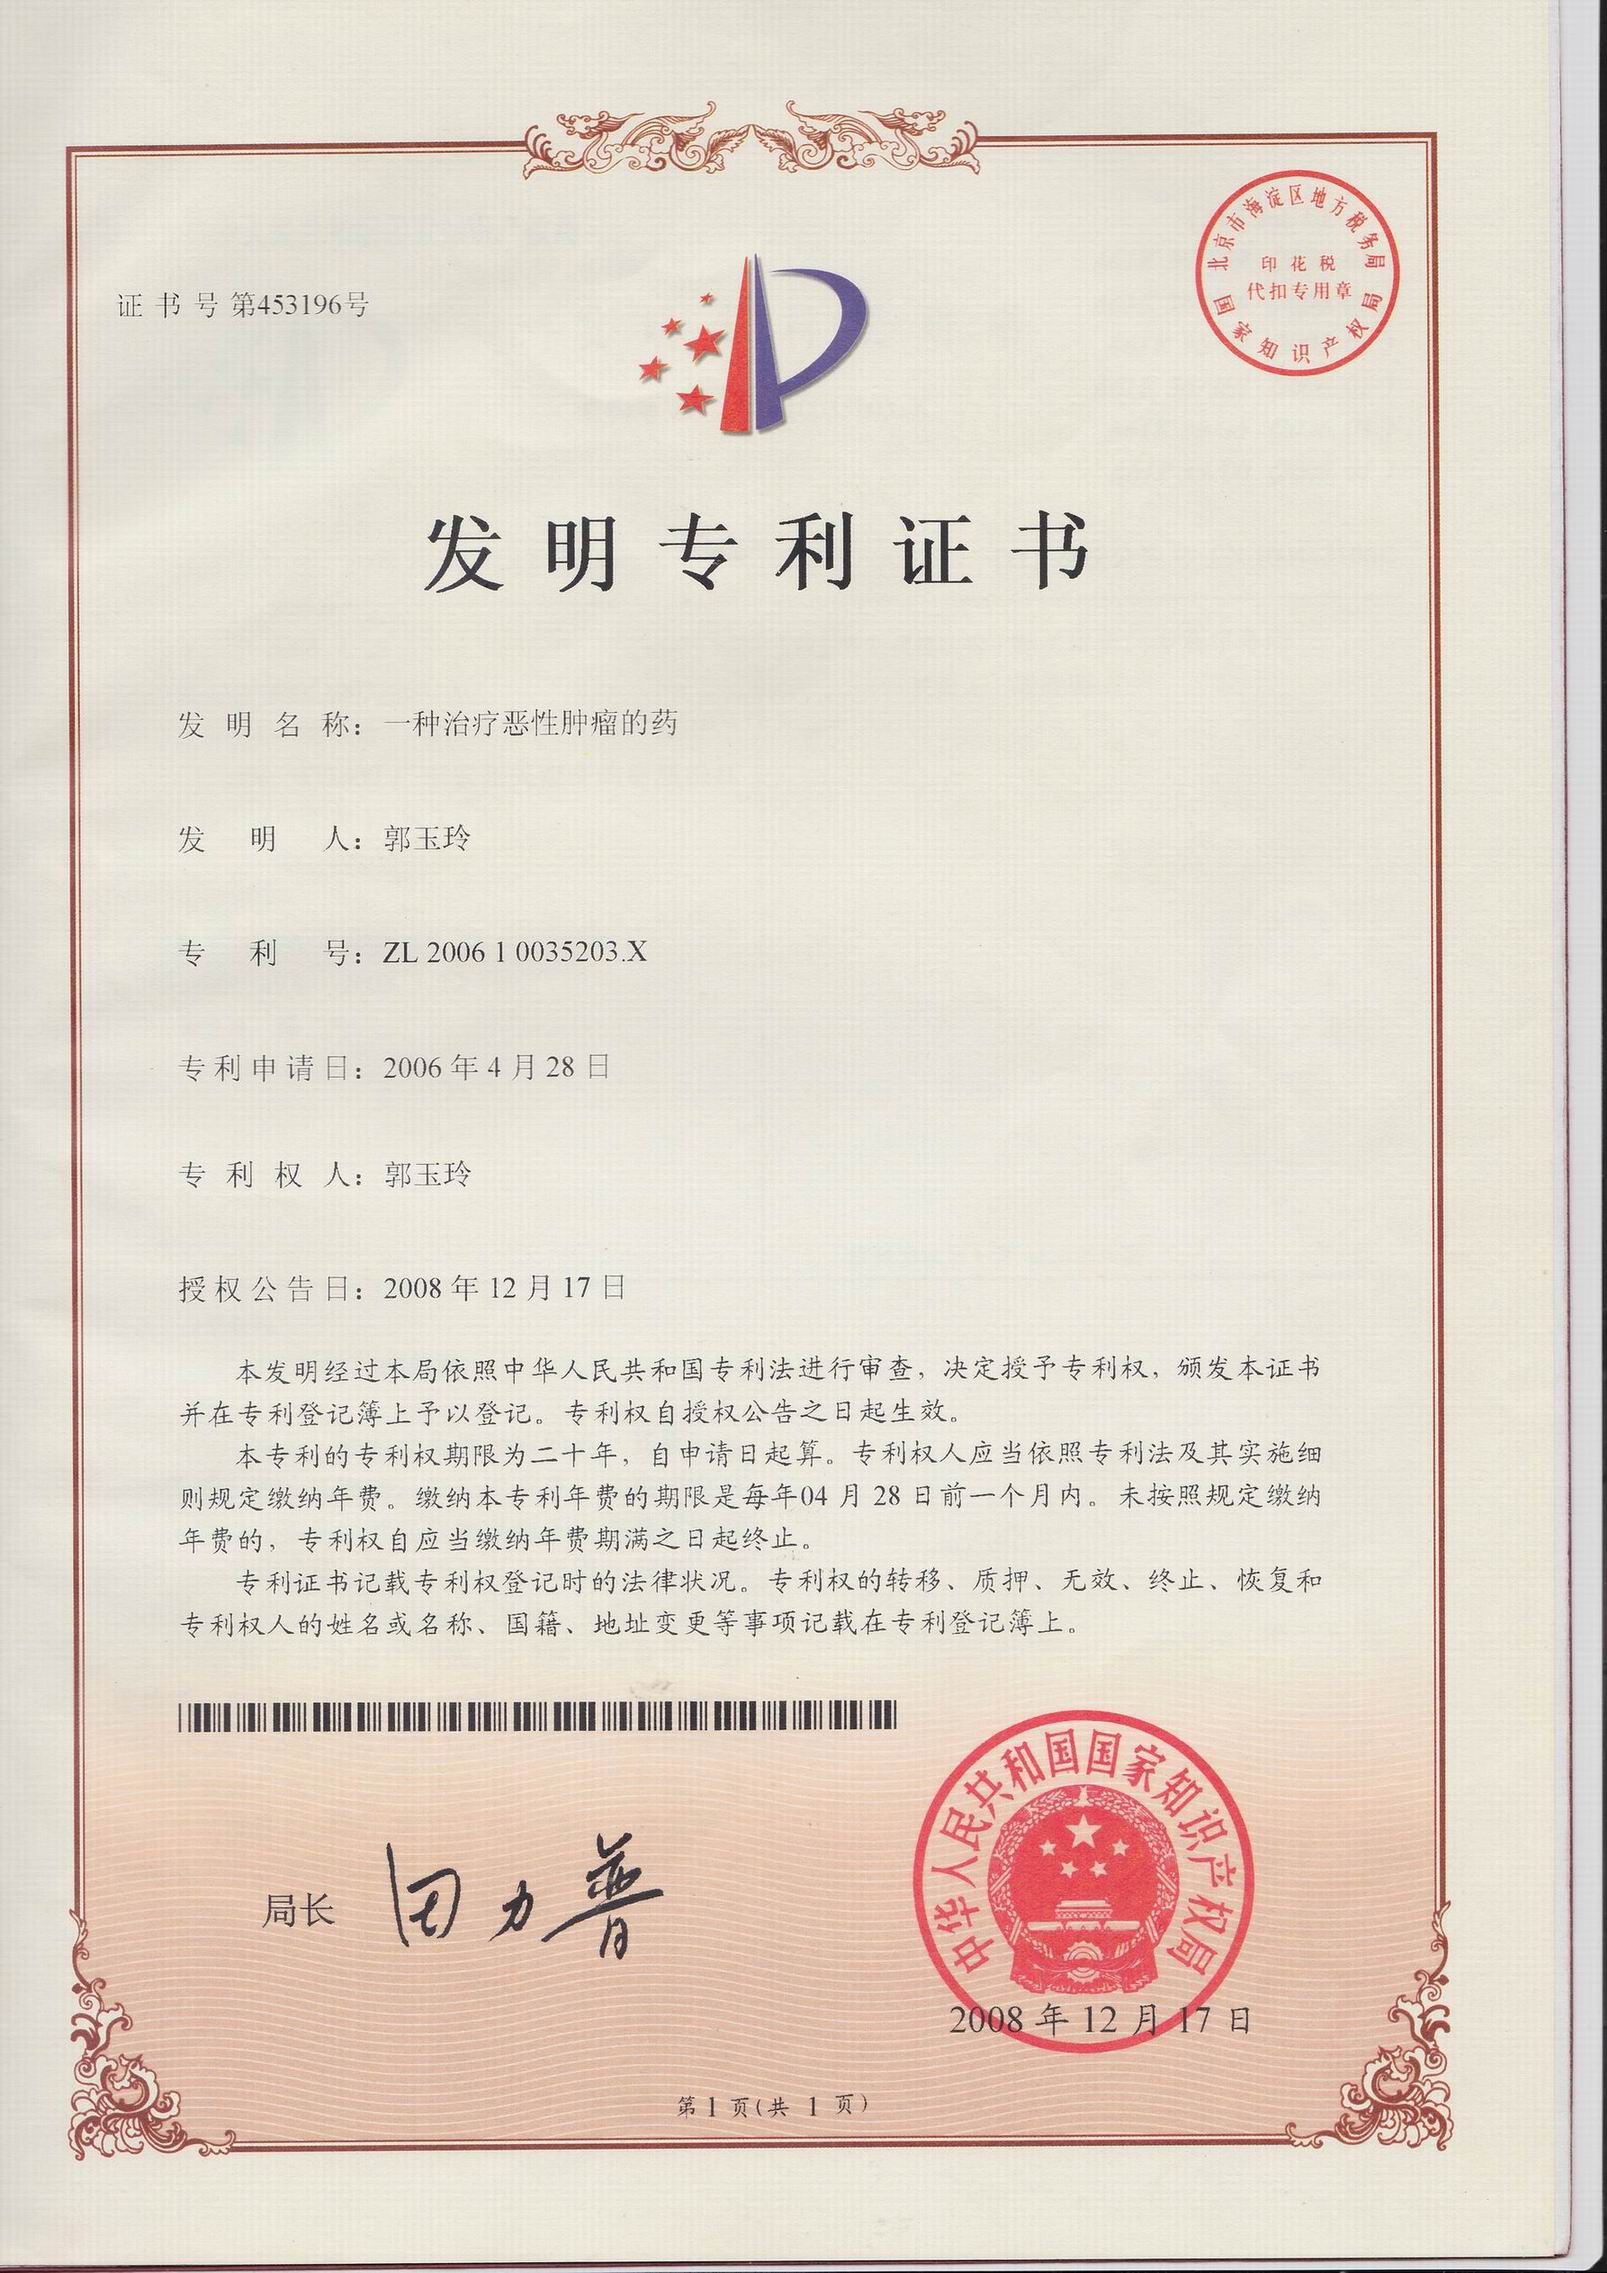 北京市海淀区地方税务局
印花税
代扣专用章
国家知识产权局
证书号第453196号
发明专利证书
发明名称：一种治疗恶性肿瘤的药
发明人：郭玉玲
专利号：ZL 2006 1 0035203.X
专利申请日：2006年4月28日
专利权人：郭玉玲
授权公告日：2008年12月17日
本发明经过本局依照中华人民共和国专利法进行审查，决定授予专利权，颁发本证书
并在专利登记簿上予以登记。专利权自授权公告之日起生效。
本专利的专利权期限为二十年，自申请日起算。专利权人应当依照专利法及其实施细
则规定缴纳年费。缴纳本专利年费的期限是每年04月28日前一个月内。未按照规定缴纳
年费的，专利权自应当缴纳年费期满之日起终止。
专利证书记载专利权登记时的法律状况。专利权的转移、质押、无效、终止、恢复和
专利权人的姓名或名称、国籍、地址变更等事项记载在专利登记簿上。
中华人民共和国国家知识产权局
局长 田力普
2008年12月17日
第1页(共1页)